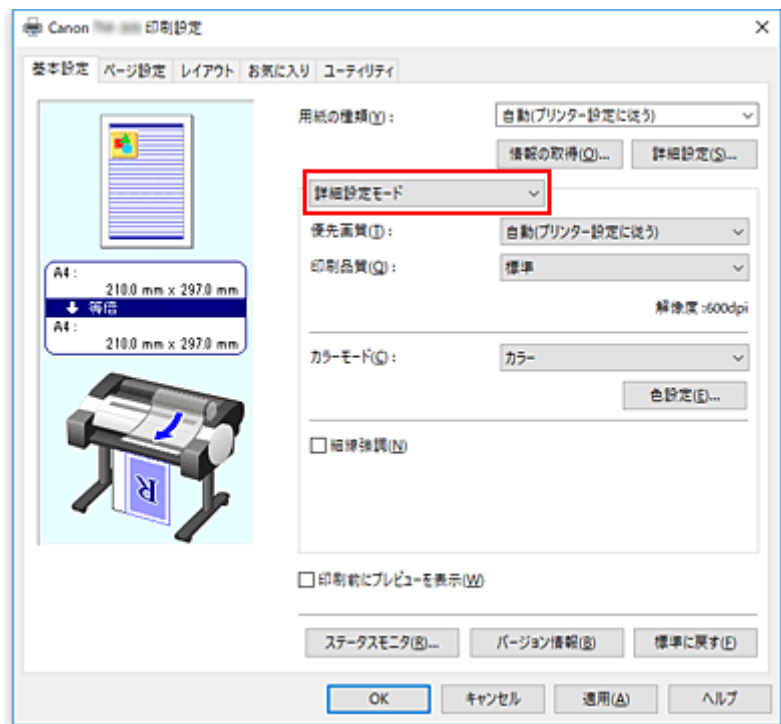 Canon 印刷設定
基本設定 ページ設定 レイアウト お気に入り ユーティリティ
用紙の種類(Y): 自動(プリンター設定に従う)
情報の取得(O)... 詳細設定(S)...
詳細設定モード
優先画質(T): 自動(プリンター設定に従う)
印刷品質(Q): 標準
解像度:600dpi
A4:
210.0 mm x 297.0 mm
等倍
A4:
210.0 mm x 297.0 mm
カラーモード(C): カラー
色設定(E)...
細線強調(N)
R
印刷前にプレビューを表示(W)
ステータスモニタ(R)... バージョン情報(B) 標準に戻す(F)
OK キャンセル 適用(A) ヘルプ